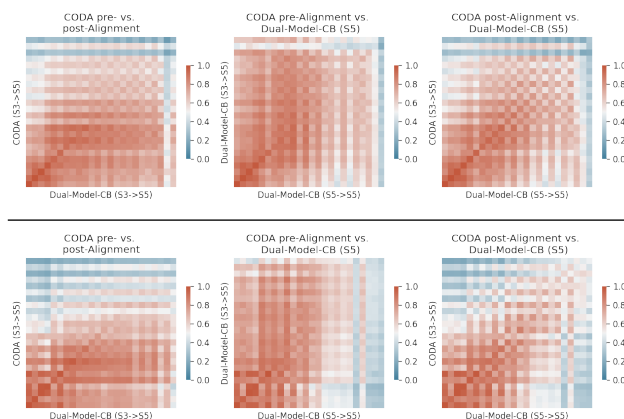 CODA pre- vs.
post-Alignment
CODA (S3->S5)
1.0
0.8
0.6
0.4
0.2
0.0
Dual-Model-CB (S3->S5)
CODA pre-Alignment vs.
Dual-Model-CB (S5)
Dual-Model-CB (S3->S5)
1.0
0.8
0.6
0.4
0.2
0.0
Dual-Model-CB (S5->S5)
CODA post-Alignment vs.
Dual-Model-CB (S5)
CODA (S3->S5)
1.0
0.8
0.6
0.4
0.2
0.0
Dual-Model-CB (S5->S5)
CODA pre- vs.
post-Alignment
CODA (S3->S5)
1.0
0.8
0.6
0.4
0.2
0.0
Dual-Model-CB (S3->S5)
CODA pre-Alignment vs.
Dual-Model-CB (S5)
Dual-Model-CB (S3->S5)
1.0
0.8
0.6
0.4
0.2
0.0
Dual-Model-CB (S5->S5)
CODA post-Alignment vs.
Dual-Model-CB (S5)
CODA (S3->S5)
1.0
0.8
0.6
0.4
0.2
0.0
Dual-Model-CB (S5->S5)